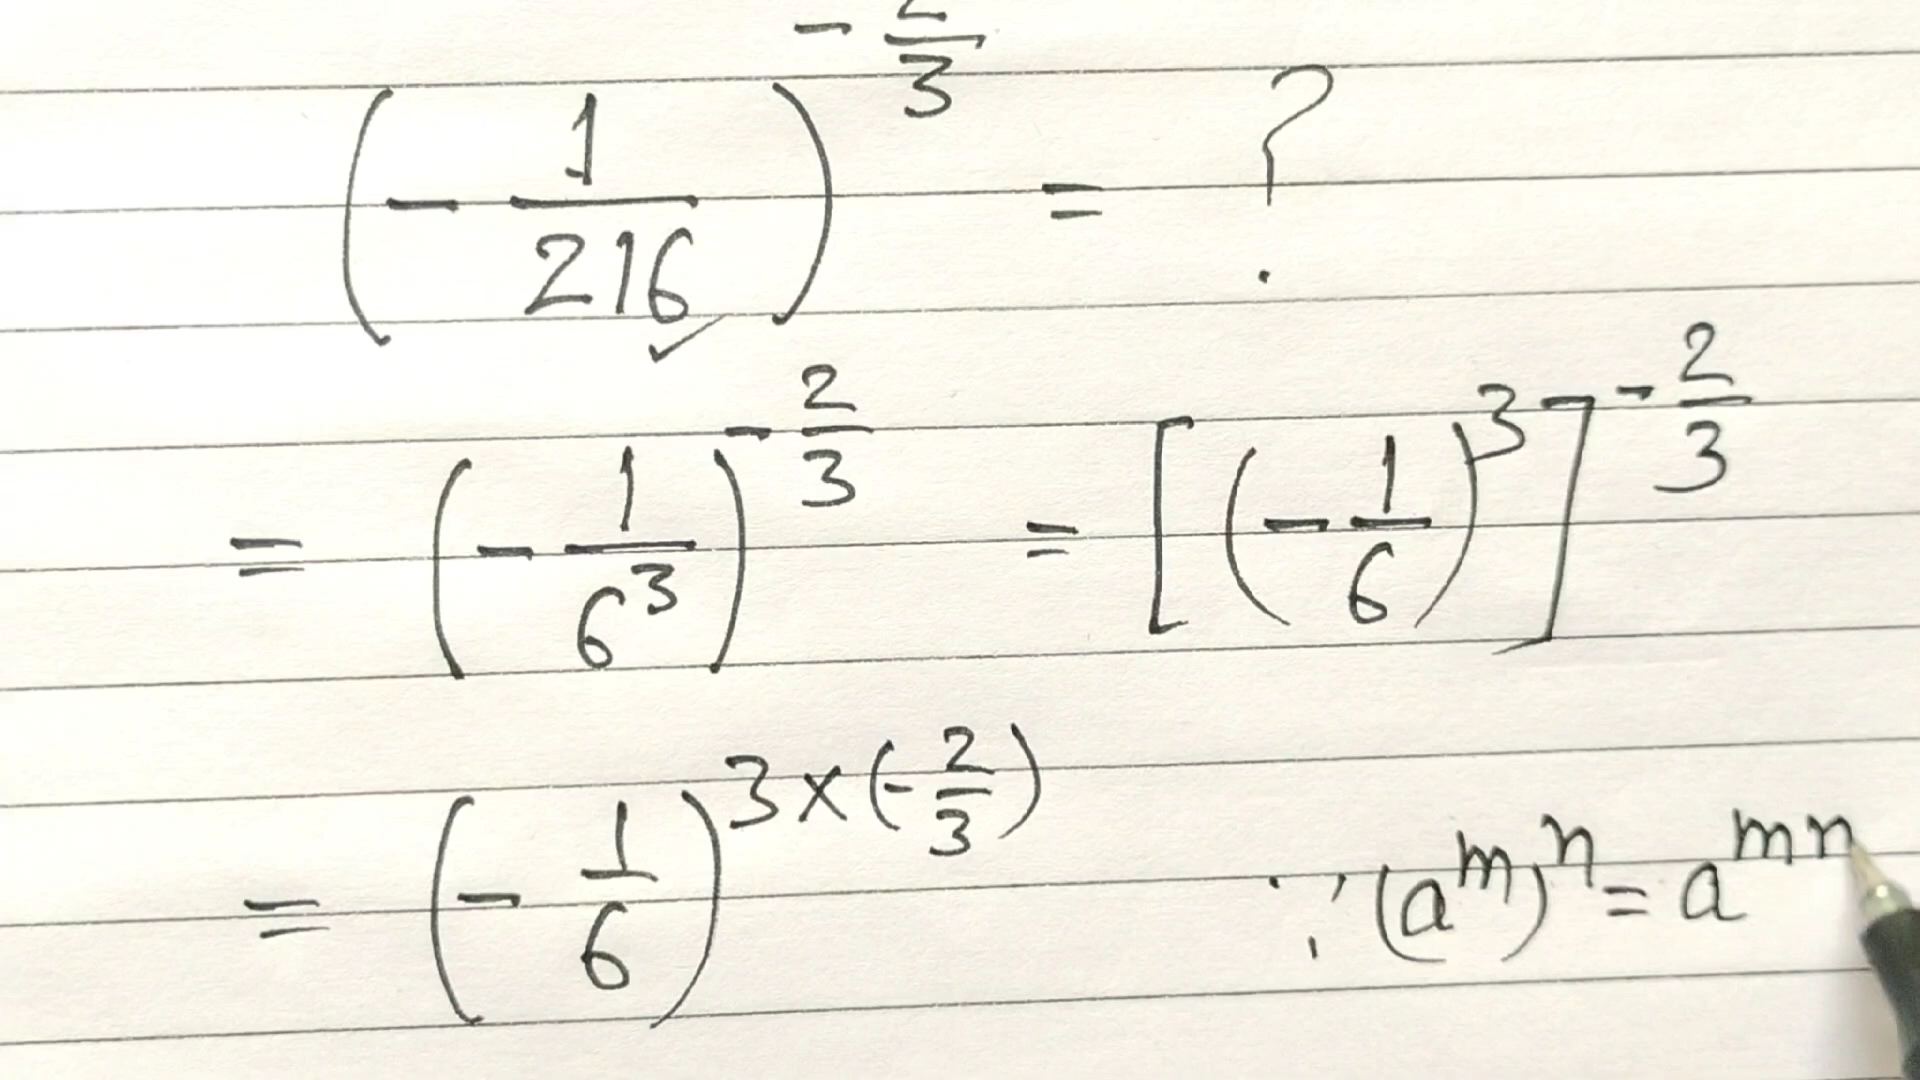 (- 1/216)^(- 2/3) = ?
= (- 1/6³)^(- 2/3) = [(- 1/6)³]^(- 2/3)
= (- 1/6)^(3 × (- 2/3)) ∵ (a^m)^n = a^(mn)